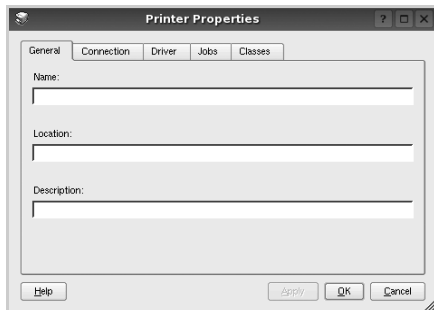 Printer Properties
General Connection Driver Jobs Classes
Name:
Location:
Description:
Help Apply OK Cancel